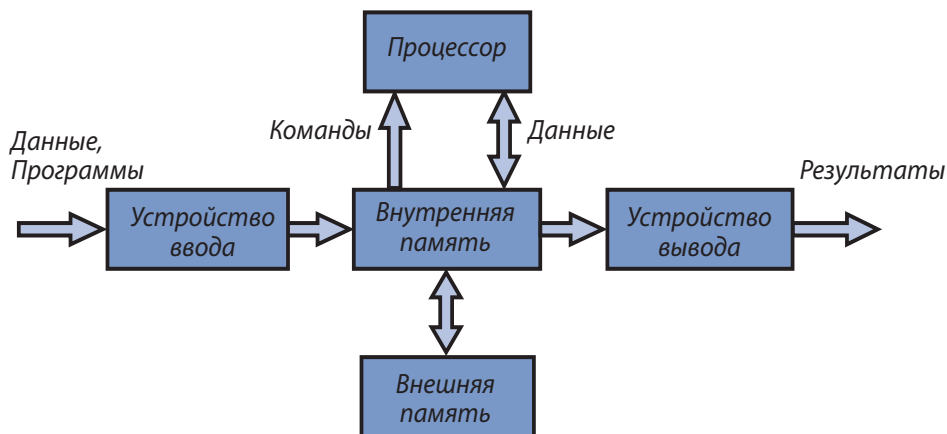 Процессор
Команды
Данные
Данные,
Программы
Результаты
Устройство
ввода
Внутренняя
память
Устройство
вывода
Внешняя
память